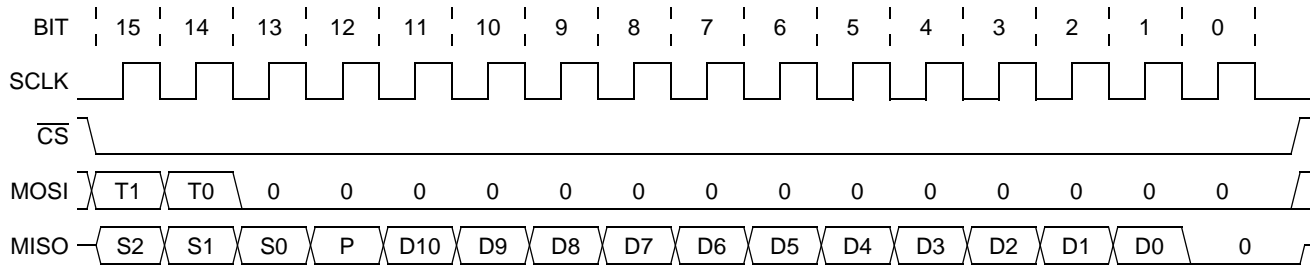 BIT 15 14 13 12 11 10 9 8 7 6 5 4 3 2 1 0
SCLK
CS
MOSI T1 T0 0 0 0 0 0 0 0 0 0 0 0 0 0 0
MISO S2 S1 S0 P D10 D9 D8 D7 D6 D5 D4 D3 D2 D1 D0 0